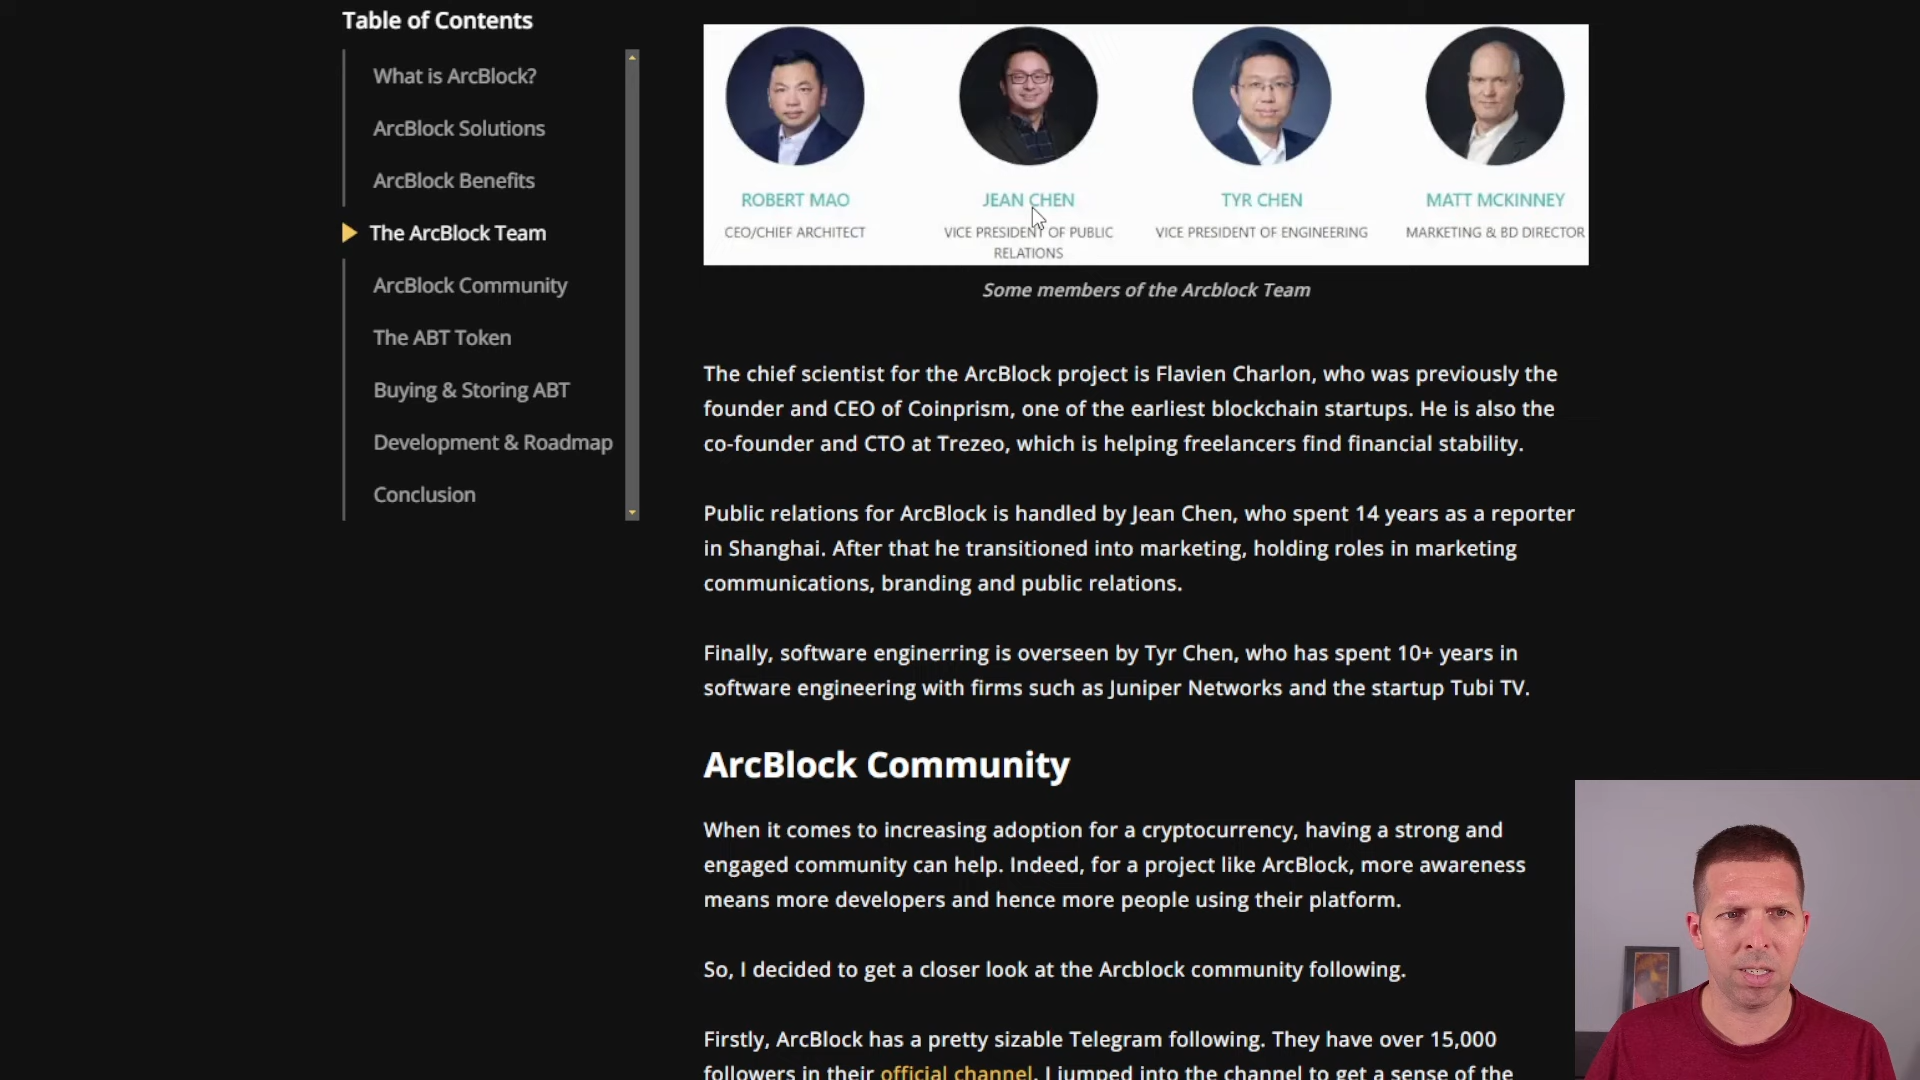 Table of Contents
What is ArcBlock?
ArcBlock Solutions
ArcBlock Benefits
The ArcBlock Team
ArcBlock Community
The ABT Token
Buying & Storing ABT
Development & Roadmap
Conclusion
ROBERT MAO
CEO/CHIEF ARCHITECT
JEAN CHEN
VICE PRESIDENT OF PUBLIC
RELATIONS
TYR CHEN
VICE PRESIDENT OF ENGINEERING
MATT MCKINNEY
MARKETING & BD DIRECTOR
Some members of the Arcblock Team
The chief scientist for the ArcBlock project is Flavien Charlon, who was previously the
founder and CEO of Coinprism, one of the earliest blockchain startups. He is also the
co-founder and CTO at Trezeo, which is helping freelancers find financial stability.
Public relations for ArcBlock is handled by Jean Chen, who spent 14 years as a reporter
in Shanghai. After that he transitioned into marketing, holding roles in marketing
communications, branding and public relations.
Finally, software enginerring is overseen by Tyr Chen, who has spent 10+ years in
software engineering with firms such as Juniper Networks and the startup Tubi TV.
ArcBlock Community
When it comes to increasing adoption for a cryptocurrency, having a strong and
engaged community can help. Indeed, for a project like ArcBlock, more awareness
means more developers and hence more people using their platform.
So, I decided to get a closer look at the Arcblock community following.
Firstly, ArcBlock has a pretty sizable Telegram following. They have over 15,000
followers in their official channel. I jumped into the channel to get a sense of the